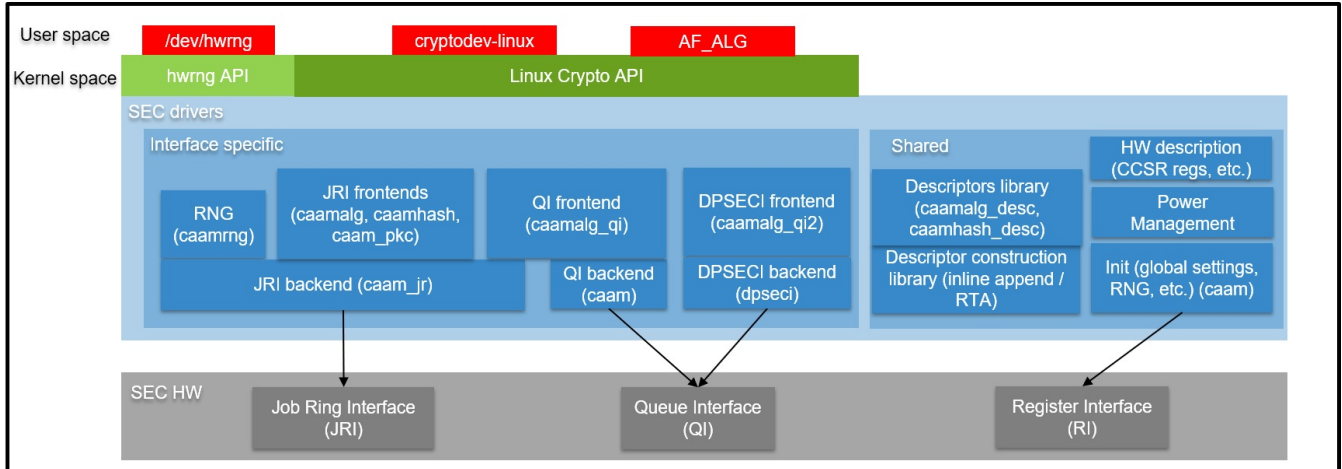 User space
/dev/hwrng
cryptodev-linux
AF_ALG
Kernel space
hwrng API
Linux Crypto API
SEC drivers
Interface specific
RNG
(caamrng)
JRI frontends
(caamalg, caamhash,
caam_pkc)
QI frontend
(caamalg_qi)
DPSECI frontend
(caamalg_qi2)
JRI backend (caam_jr)
QI backend
(caam)
DPSECI backend
(dpseci)
Shared
Descriptors library
(caamalg_desc,
caamhash_desc)
Descriptor construction
library (inline append /
RTA)
HW description
(CCSR regs, etc.)
Power
Management
Init (global settings,
RNG, etc.) (caam)
SEC HW
Job Ring Interface
(JRI)
Queue Interface
(QI)
Register Interface
(RI)